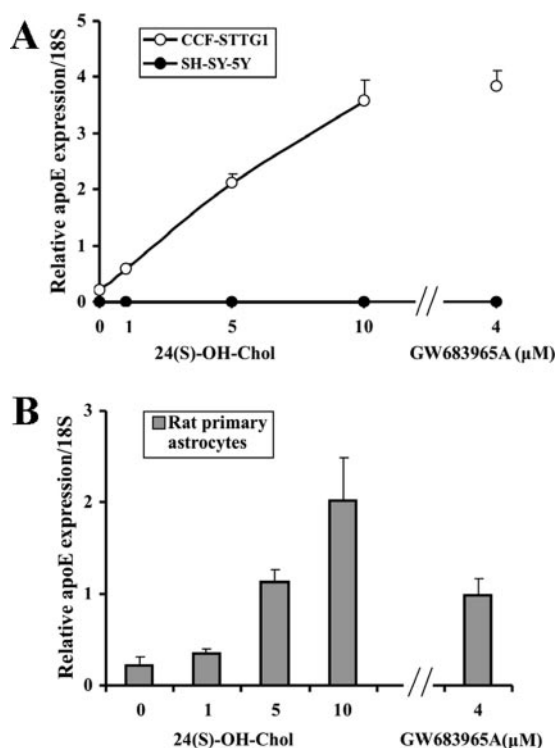 A
Relative apoE expression/18S
5
4
3
2
1
0
CCF-STTG1
SH-SY-5Y
0 1 5 10 // 4
24(S)-OH-Chol GW683965A (µM)
B
Relative apoE expression/18S
3
2
1
0
Rat primary
astrocytes
0 1 5 10 // 4
24(S)-OH-Chol GW683965A(µM)